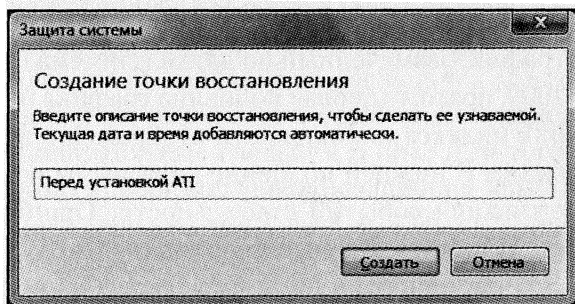 Защита системы
Создание точки восстановления
Введите описание точки восстановления, чтобы сделать ее узнаваемой.
Текущая дата и время добавляются автоматически.
Перед установкой ATI
Создать
Отмена